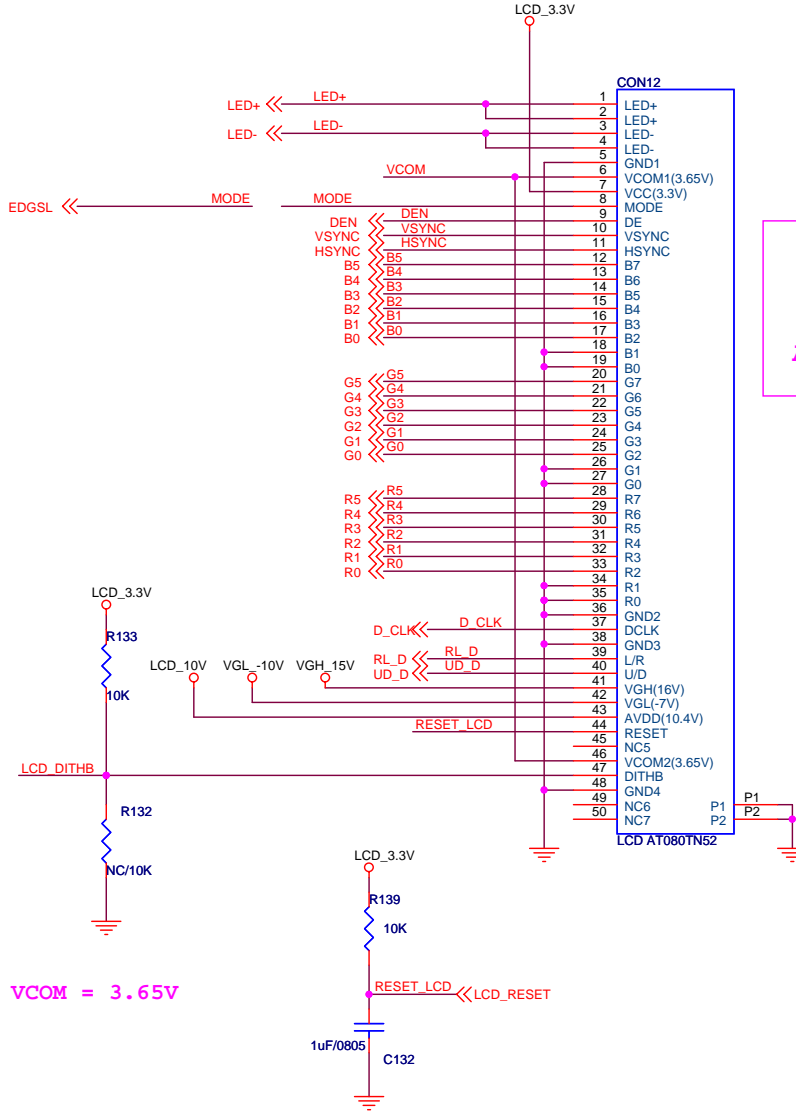 LCD_3.3V
CON12
LED+ LED+ 1 LED+
2 LED+
LED- LED- 3 LED-
4 LED-
5 GND1
VCOM 6 VCOM1(3.65V)
7 VCC(3.3V)
EDGSL MODE MODE 8 MODE
DEN DEN 9 DE
VSYNC VSYNC 10 VSYNC
HSYNC HSYNC 11 HSYNC
B5 B5 12 B7
B4 B4 13 B6
B3 B3 14 B5
B2 B2 15 B4
B1 B1 16 B3
B0 B0 17 B2
18 B1
19 B0
G5 G5 20 G7
G4 G4 21 G6
G3 G3 22 G5
G2 G2 23 G4
G1 G1 24 G3
G0 G0 25 G2
26 G1
27 G0
R5 R5 28 R7
R4 R4 29 R6
R3 R3 30 R5
R2 R2 31 R4
R1 R1 32 R3
R0 R0 33 R2
34 R1
35 R0
36 GND2
D_CLK D_CLK 37 DCLK
38 GND3
RL_D RL_D 39 L/R
UD_D UD_D 40 U/D
41 VGH(16V)
42 VGL(-7V)
43 AVDD(10.4V)
RESET_LCD 44 RESET
45 NC5
46 VCOM2(3.65V)
47 DITHB
48 GND4
49 NC6 P1 P1
50 NC7 P2 P2
LCD AT080TN52
LCD_3.3V
R133
10K
LCD_10V VGL_-10V VGH_15V
LCD_DITHB
R132
NC/10K
LCD_3.3V
R139
10K
VCOM = 3.65V
RESET_LCD LCD_RESET
1uF/0805
C132